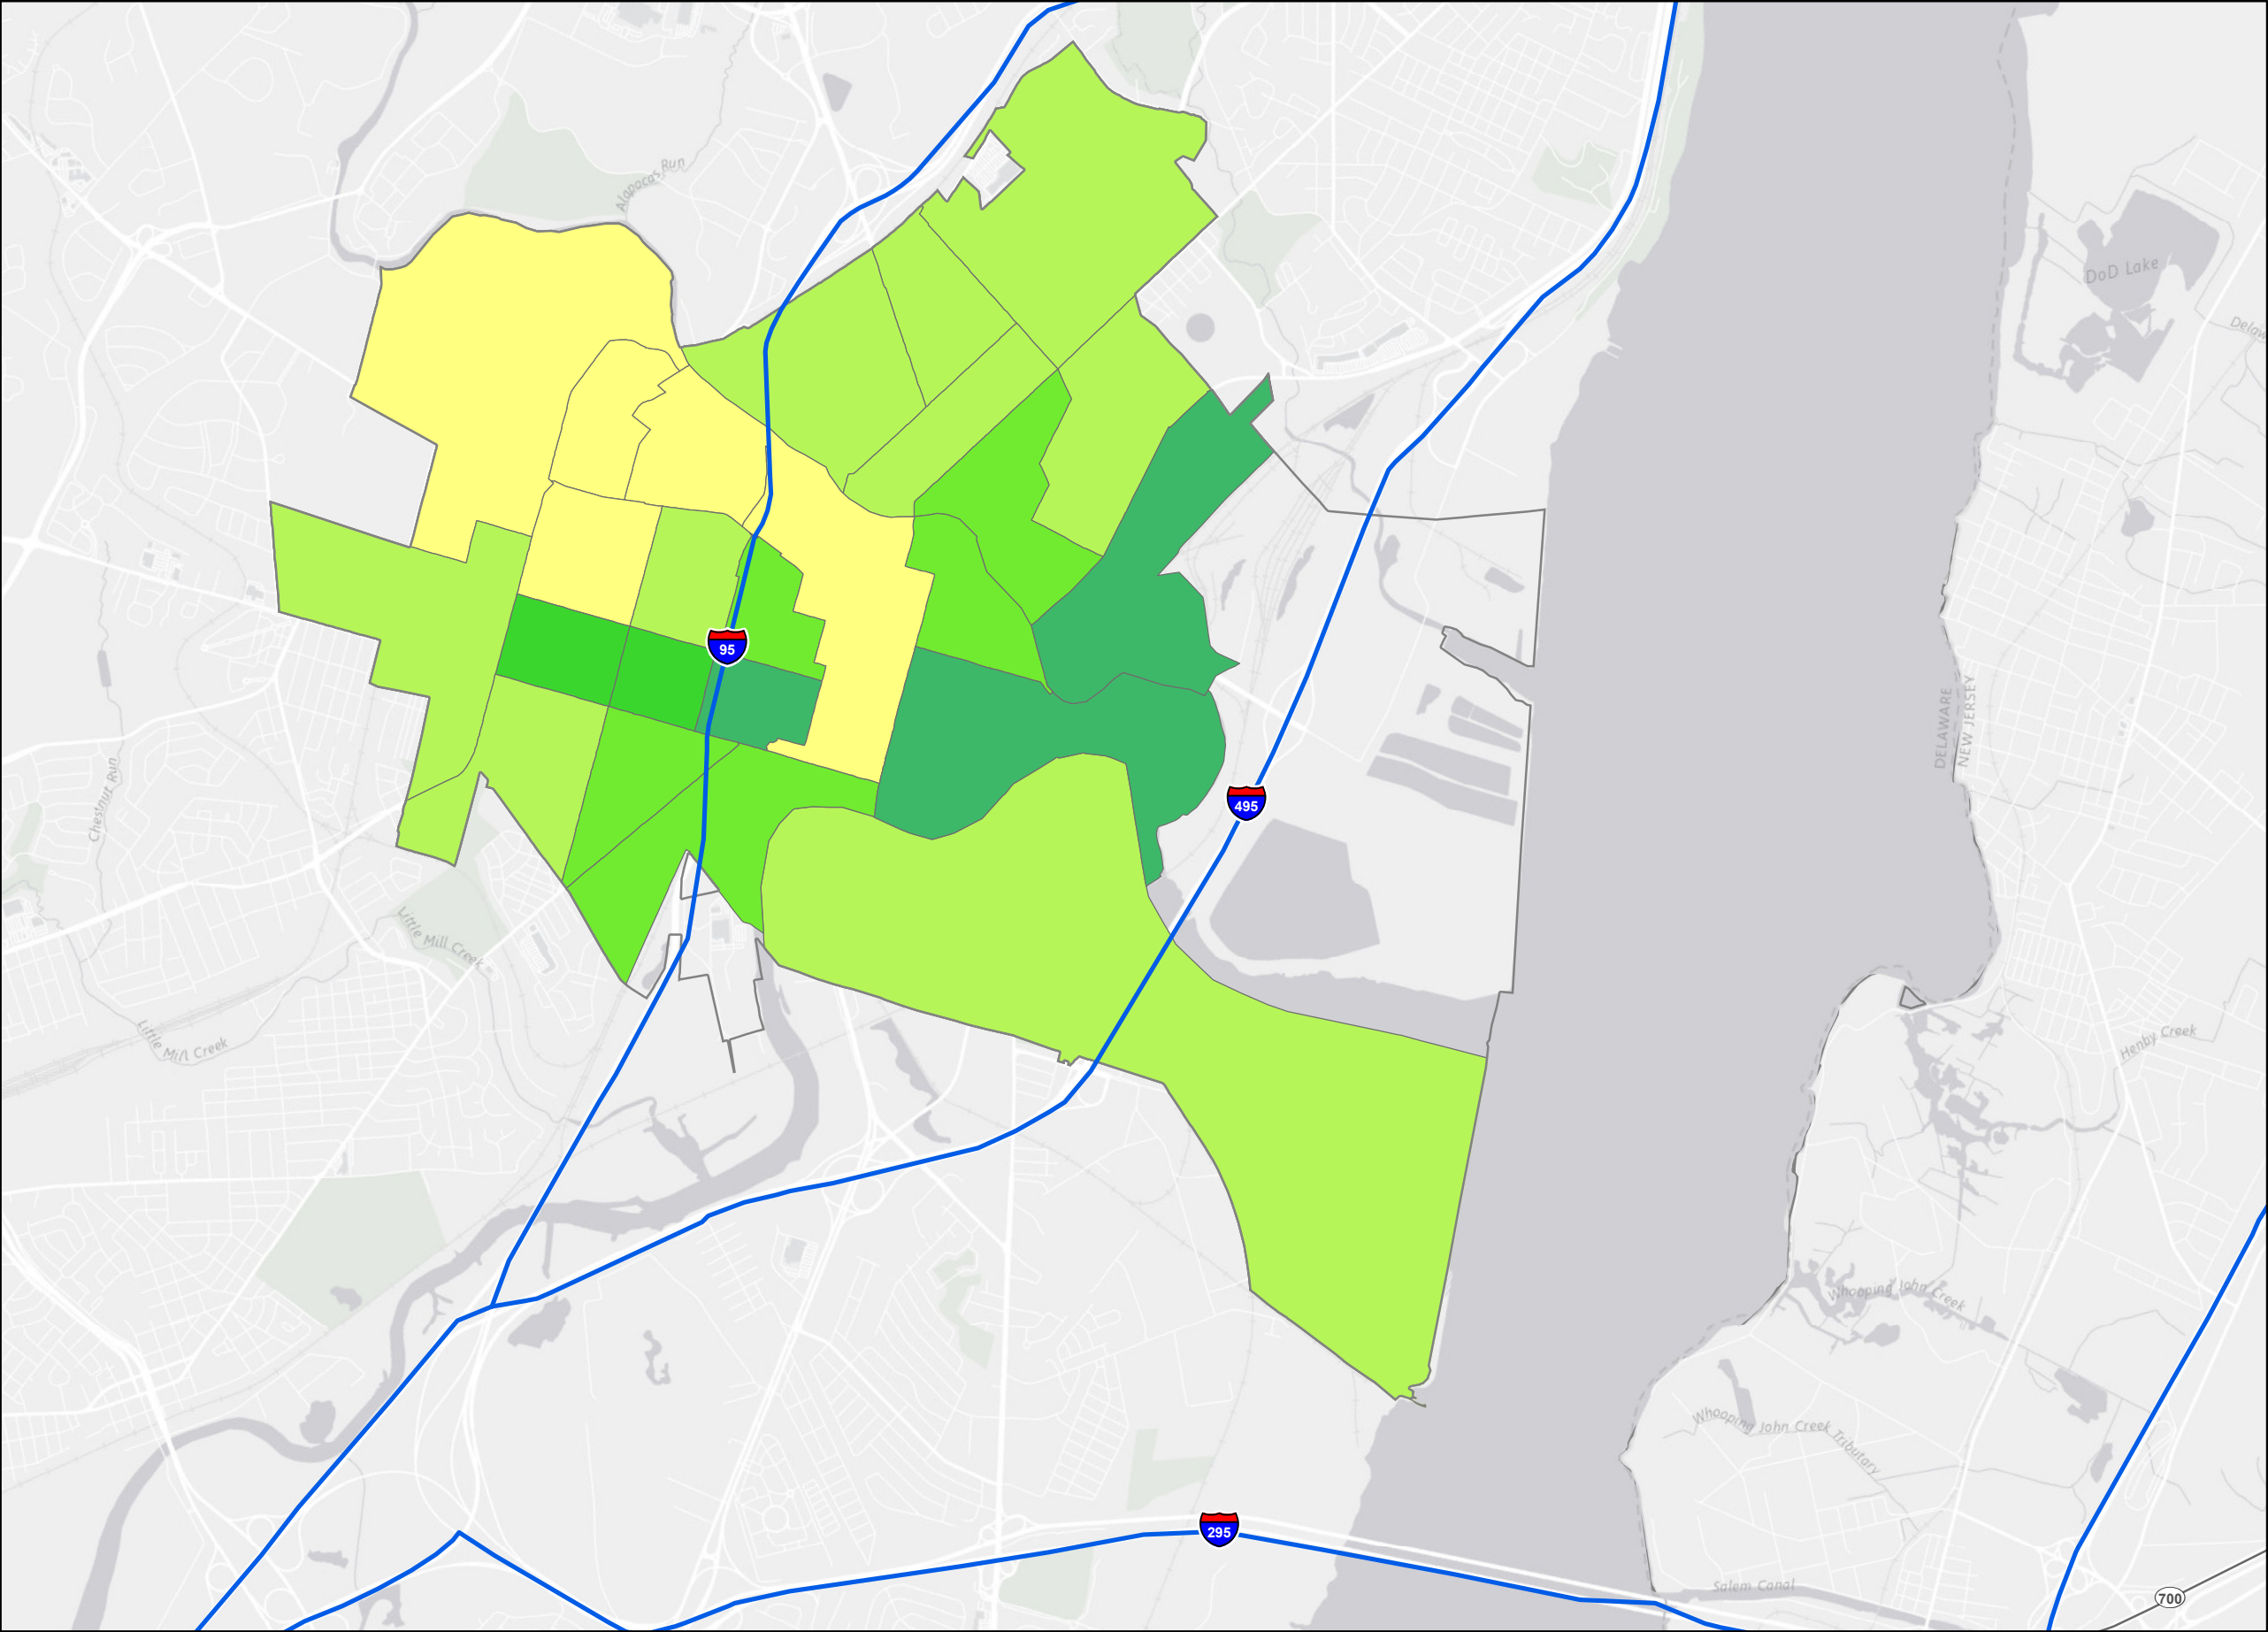 Alapocas Run
DoD Lake
Delaw
95
DELAWARE
NEW JERSEY
Chestnut Run
495
Little Mill Creek
Little Mill Creek
Henby Creek
Whooping John Creek
Whooping John Creek Tributary
295
Salem Canal
700